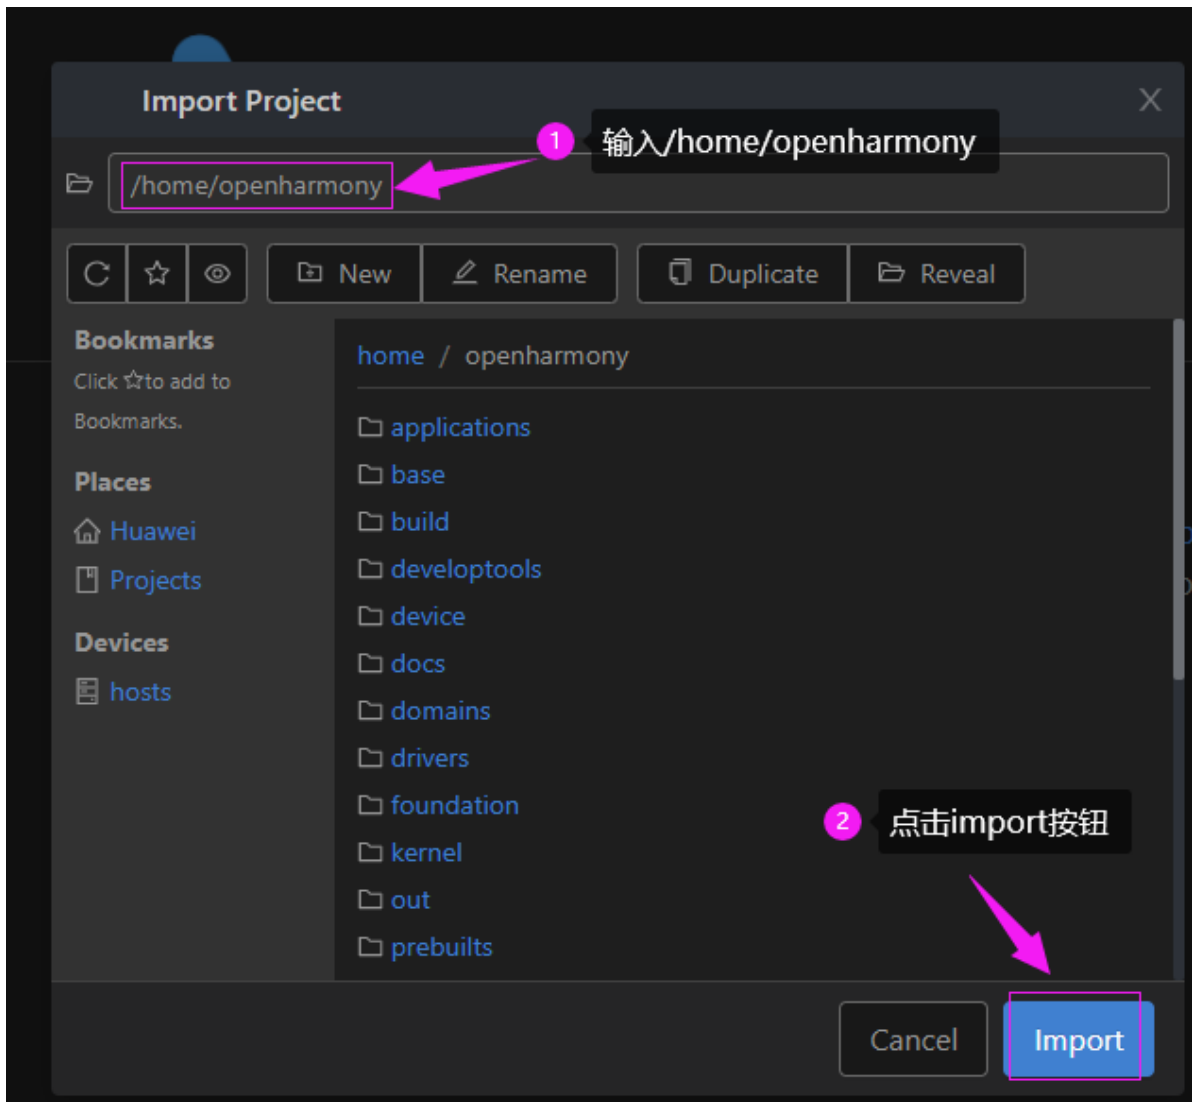 Import Project
X
1
输入/home/openharmony
/home/openharmony
New
Rename
Duplicate
Reveal
Bookmarks
Click ☆to add to
Bookmarks.
Places
Huawei
Projects
Devices
hosts
home / openharmony
applications
base
build
developtools
device
docs
domains
drivers
foundation
kernel
out
prebuilts
2
点击import按钮
Cancel
Import